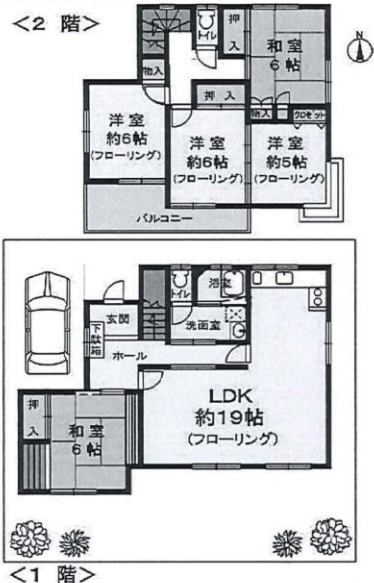 <2 階>
トイレ
押入
和室
6帖
N
物入
押入
物入
クロゼット
洋室
約6帖
(フローリング)
洋室
約6帖
(フローリング)
洋室
約5帖
(フローリング)
バルコニー
トイレ
浴室
玄関
下駄箱
洗面室
ホール
押入
和室
6帖
LDK
約19帖
(フローリング)
<1 階>